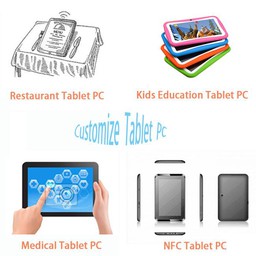 Restaurant Tablet PC
Kids Education Tablet PC
Customize Tablet Pc
Medical Tablet PC
NFC Tablet PC